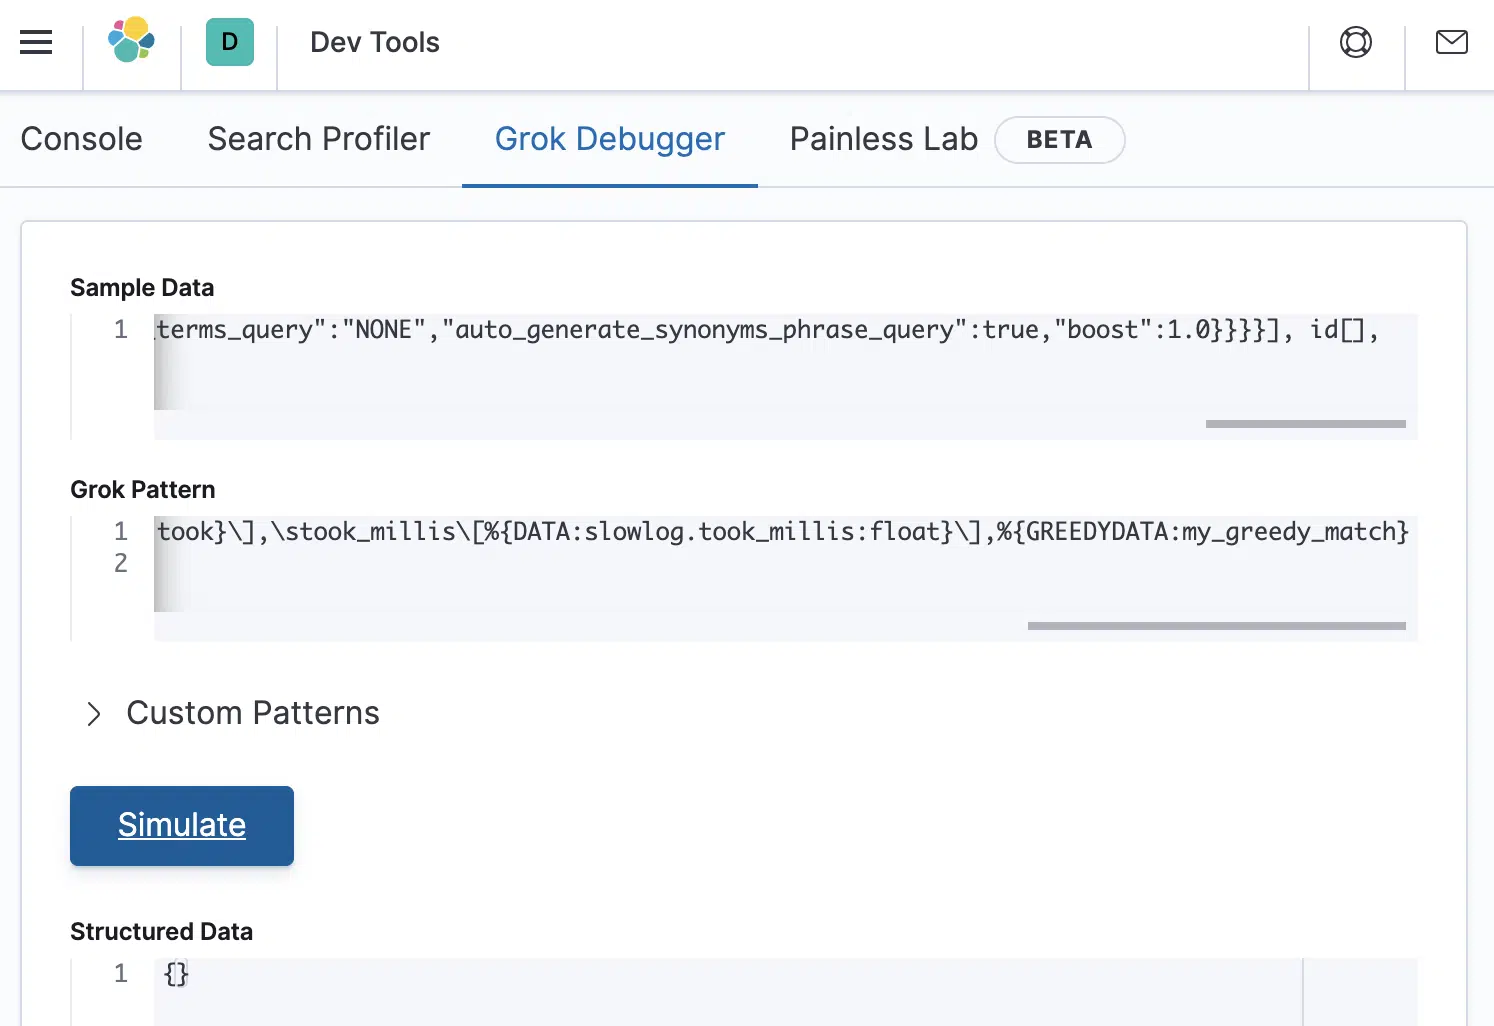 D
Dev Tools
Console Search Profiler Grok Debugger Painless Lab BETA
Sample Data
1 terms_query":"NONE","auto_generate_synonyms_phrase_query":true,"boost":1.0}}}}], id[],
Grok Pattern
1 took}\],\stook_millis\[%{DATA:slowlog.took_millis:float}\],%{GREEDYDATA:my_greedy_match}
2
Custom Patterns
Simulate
Structured Data
1 {}